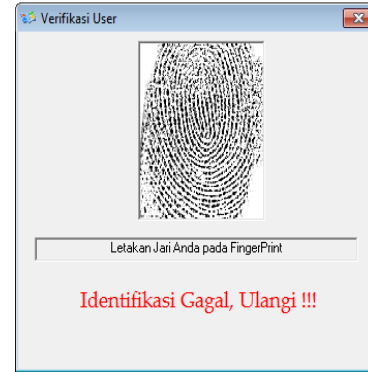 Verifikasi User
Letakan Jari Anda pada FingerPrint
Identifikasi Gagal, Ulangi !!!